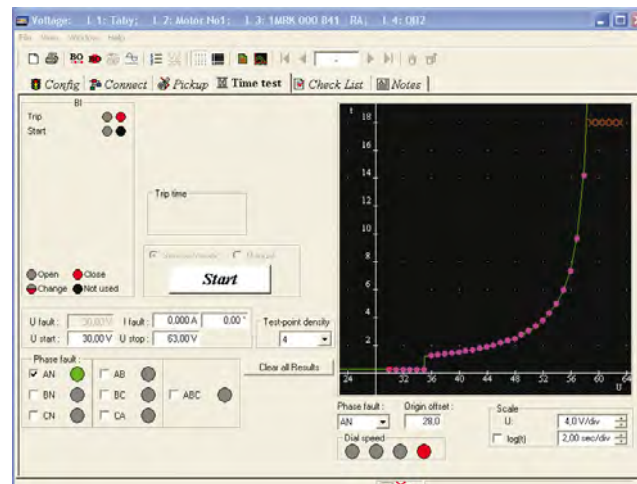 Voltage: L 1: Taby; L 2: Motor No1; L 3: 1MRK 000 841 | RA; L 4: QB2
File View Window Help
BO
Config Connect Pickup Time test Check List Notes
BI
Trip
Start
Trip time
Start
Open Close
Change Not used
U fault: 30,00 V I fault: 0,000 A 0,00 °
U start: 30,00 V U stop: 63,00 V
Test-point density
4
Phase fault:
AN AB
BN BC ABC
CN CA
Clear all Results
t
18
16
14
12
10
8
6
4
2
24 28 32 36 40 44 48 52 56 60 64
U
Phase fault: Origin offset:
AN 28,0
Dial speed
Scale
U: 4,0 V/div
log(t) 2,00 sec/div